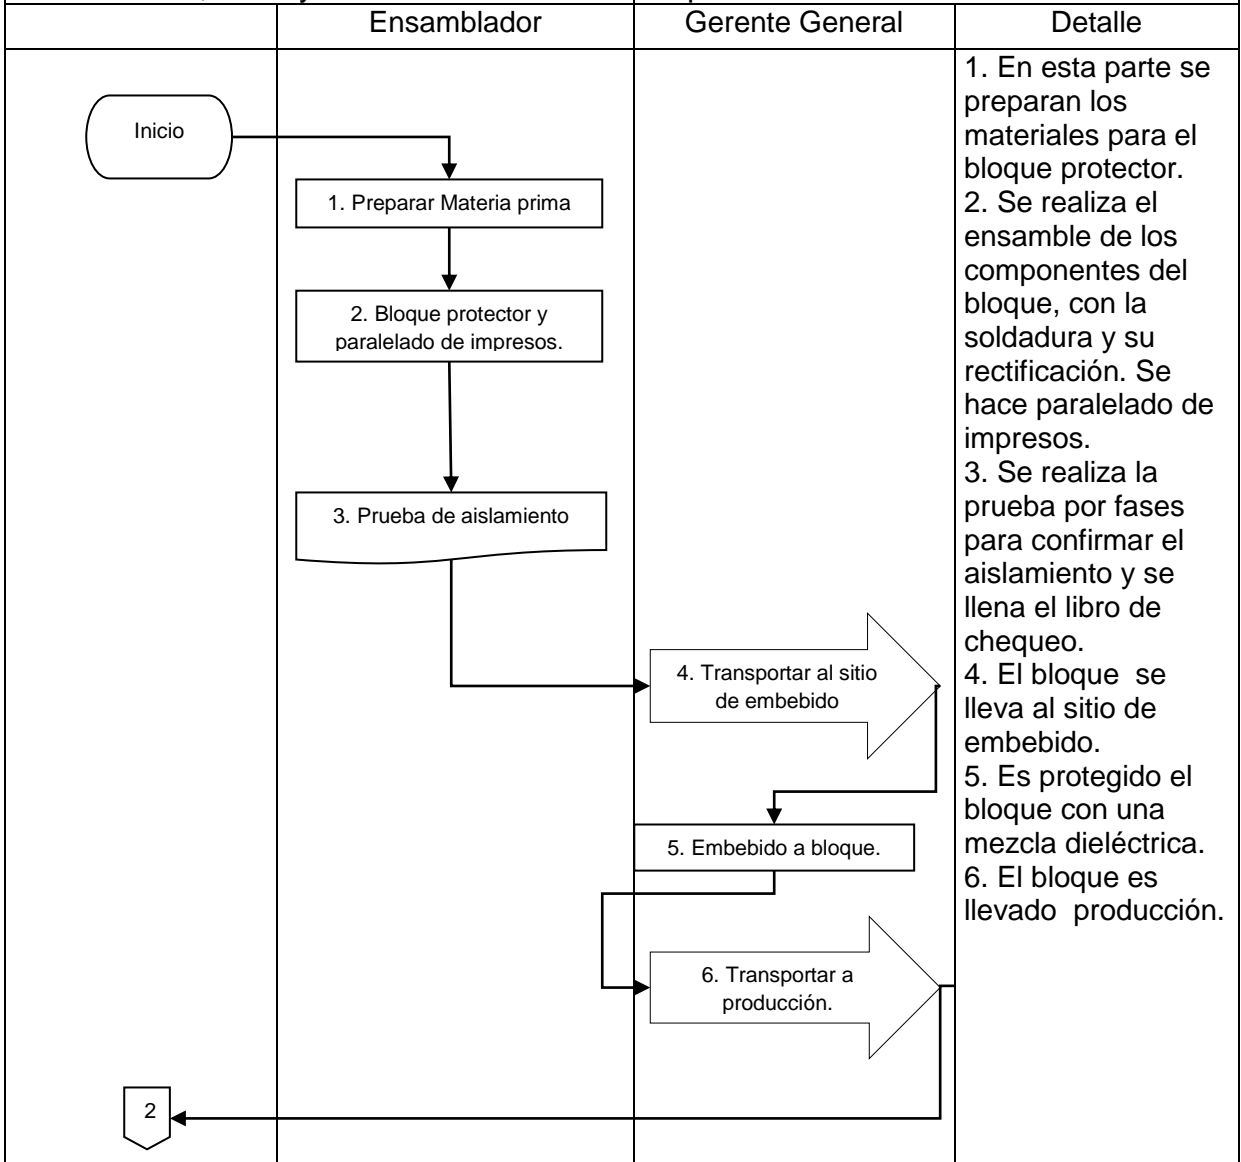 Ensamblador
Gerente General
Detalle
Inicio
1. Preparar Materia prima
2. Bloque protector y
paralelado de impresos.
3. Prueba de aislamiento
4. Transportar al sitio
de embebido
5. Embebido a bloque.
6. Transportar a
producción.
2
1. En esta parte se
preparan los
materiales para el
bloque protector.
2. Se realiza el
ensamble de los
componentes del
bloque, con la
soldadura y su
rectificación. Se
hace paralelado de
impresos.
3. Se realiza la
prueba por fases
para confirmar el
aislamiento y se
llena el libro de
chequeo.
4. El bloque  se
lleva al sitio de
embebido.
5. Es protegido el
bloque con una
mezcla dieléctrica.
6. El bloque es
llevado  producción.